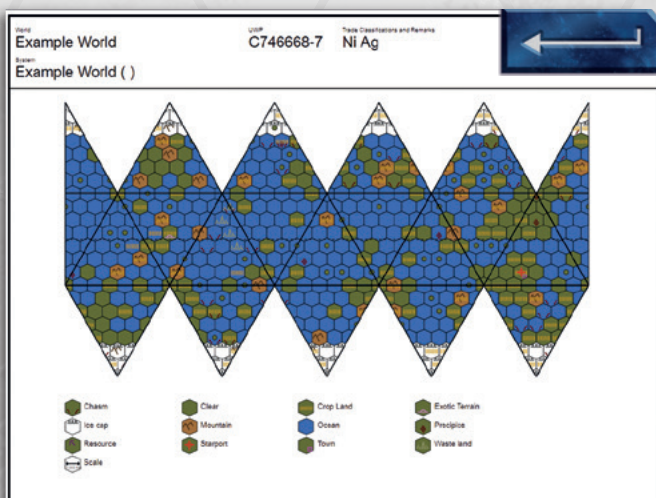 World
UWP
Trade Classifications and Remarks
Example World
C746668-7
Ni Ag
System
Example World ( )
Chasm
Clear
Crop Land
Exotic Terrain
Ice cap
Mountain
Ocean
Precipice
Resource
Starport
Town
Waste land
Scale